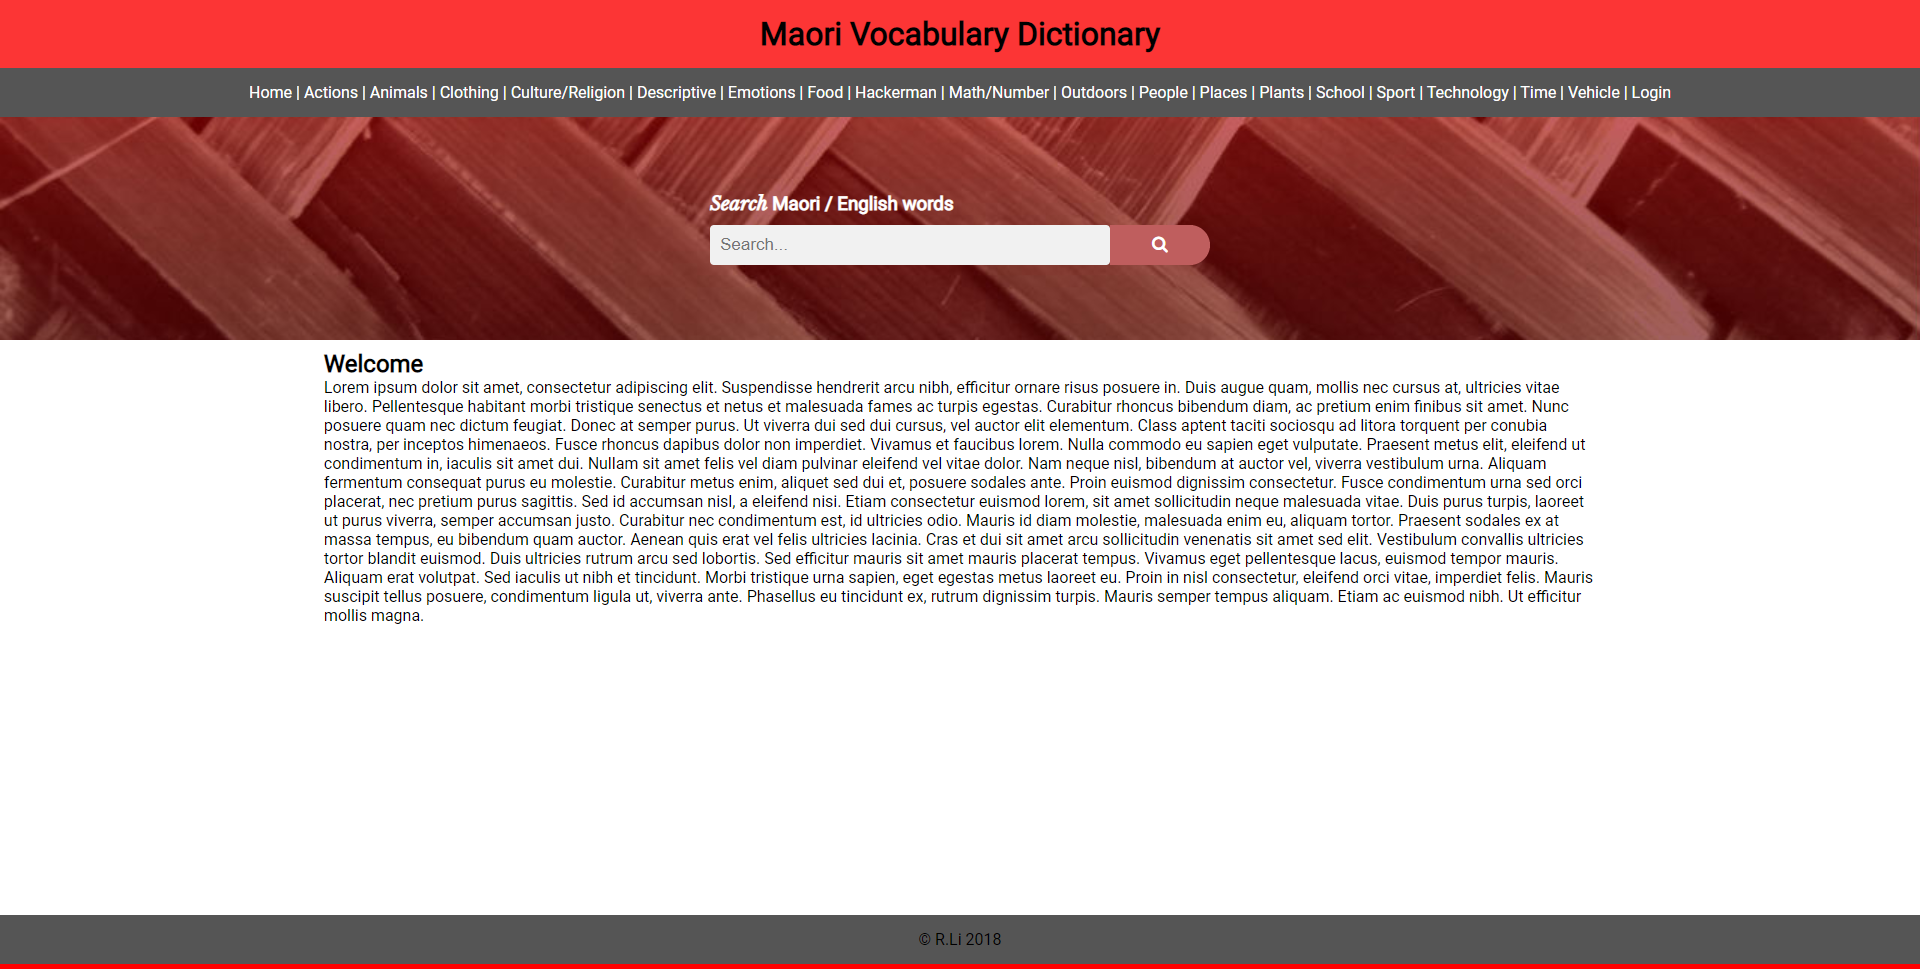 Maori Vocabulary Dictionary
Home | Actions | Animals | Clothing | Culture/Religion | Descriptive | Emotions | Food | Hackerman | Math/Number | Outdoors | People | Places | Plants | School | Sport | Technology | Time | Vehicle | Login
Search Maori / English words
Search...
Welcome
Lorem ipsum dolor sit amet, consectetur adipiscing elit. Suspendisse hendrerit arcu nibh, efficitur ornare risus posuere in. Duis augue quam, mollis nec cursus at, ultricies vitae
libero. Pellentesque habitant morbi tristique senectus et netus et malesuada fames ac turpis egestas. Curabitur rhoncus bibendum diam, ac pretium enim finibus sit amet. Nunc
posuere quam nec dictum feugiat. Donec at semper purus. Ut viverra dui sed dui cursus, vel auctor elit elementum. Class aptent taciti sociosqu ad litora torquent per conubia
nostra, per inceptos himenaeos. Fusce rhoncus dapibus dolor non imperdiet. Vivamus et faucibus lorem. Nulla commodo eu sapien eget vulputate. Praesent metus elit, eleifend ut
condimentum in, iaculis sit amet dui. Nullam sit amet felis vel diam pulvinar eleifend vel vitae dolor. Nam neque nisl, bibendum at auctor vel, viverra vestibulum urna. Aliquam
fermentum consequat purus eu molestie. Curabitur metus enim, aliquet sed dui et, posuere sodales ante. Proin euismod dignissim consectetur. Fusce condimentum urna sed orci
placerat, nec pretium purus sagittis. Sed id accumsan nisl, a eleifend nisi. Etiam consectetur euismod lorem, sit amet sollicitudin neque malesuada vitae. Duis purus turpis, laoreet
ut purus viverra, semper accumsan justo. Curabitur nec condimentum est, id ultricies odio. Mauris id diam molestie, malesuada enim eu, aliquam tortor. Praesent sodales ex at
massa tempus, eu bibendum quam auctor. Aenean quis erat vel felis ultricies lacinia. Cras et dui sit amet arcu sollicitudin venenatis sit amet sed elit. Vestibulum convallis ultricies
tortor blandit euismod. Duis ultricies rutrum arcu sed lobortis. Sed efficitur mauris sit amet mauris placerat tempus. Vivamus eget pellentesque lacus, euismod tempor mauris.
Aliquam erat volutpat. Sed iaculis ut nibh et tincidunt. Morbi tristique urna sapien, eget egestas metus laoreet eu. Proin in nisl consectetur, eleifend orci vitae, imperdiet felis. Mauris
suscipit tellus posuere, condimentum ligula ut, viverra ante. Phasellus eu tincidunt ex, rutrum dignissim turpis. Mauris semper tempus aliquam. Etiam ac euismod nibh. Ut efficitur
mollis magna.
© R.Li 2018